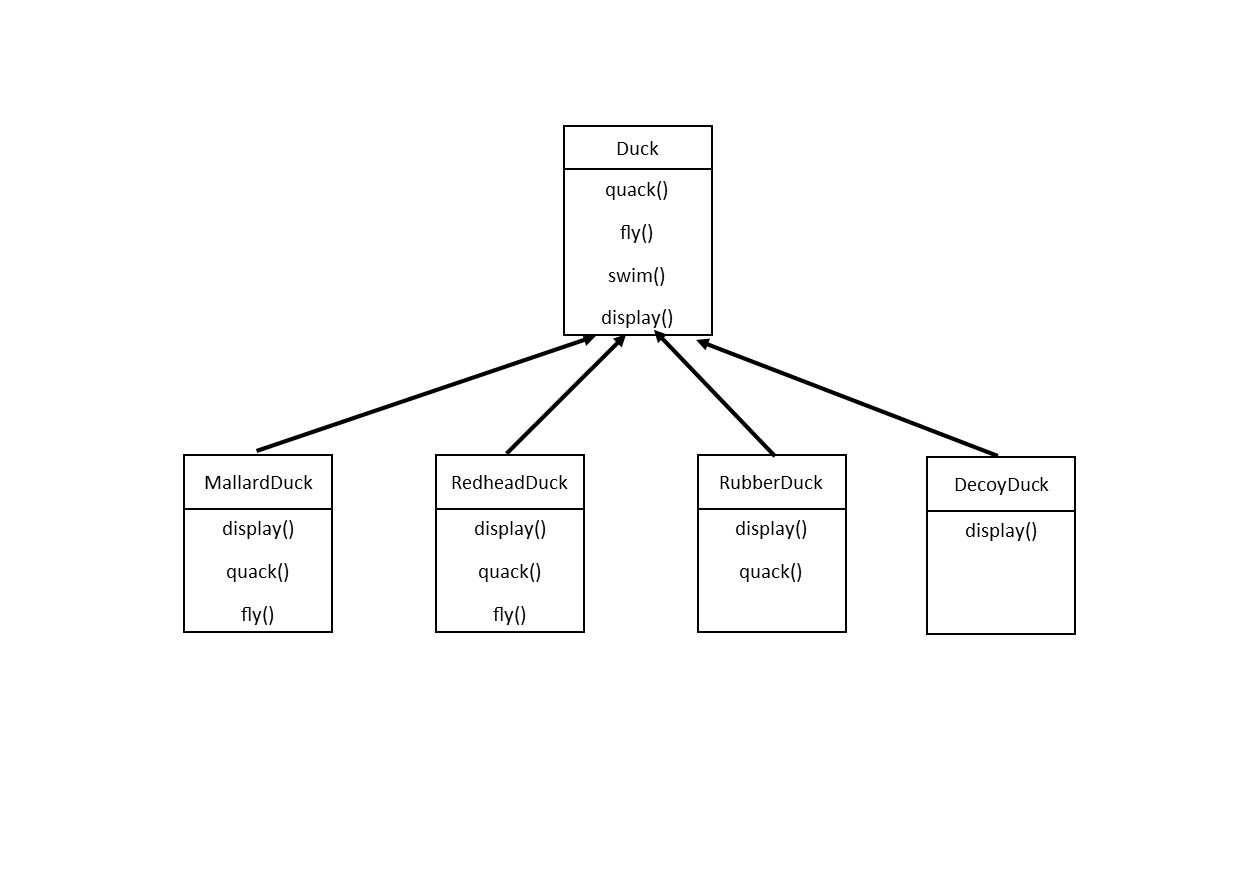 Duck
quack()
fly()
swim()
display()
MallardDuck
display()
quack()
fly()
RedheadDuck
display()
quack()
fly()
RubberDuck
display()
quack()
DecoyDuck
display()